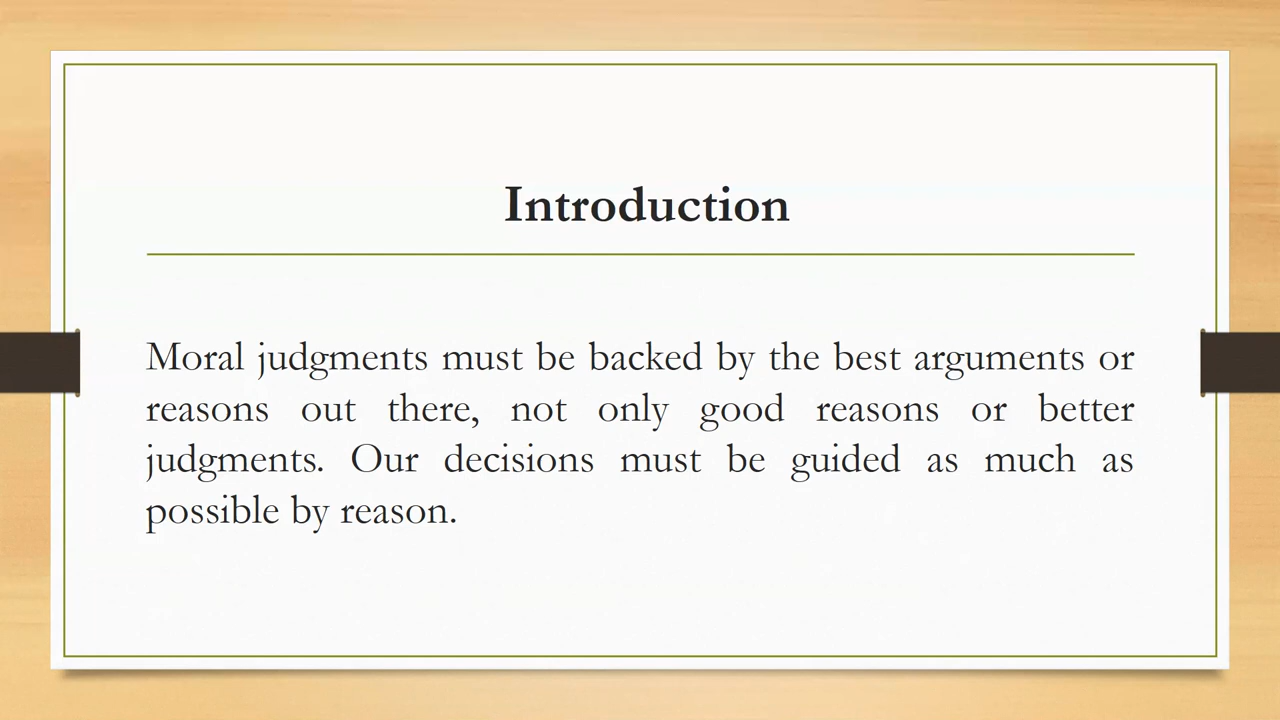 Introduction
Moral judgments must be backed by the best arguments or
reasons out there, not only good reasons or better
judgments. Our decisions must be guided as much as
possible by reason.